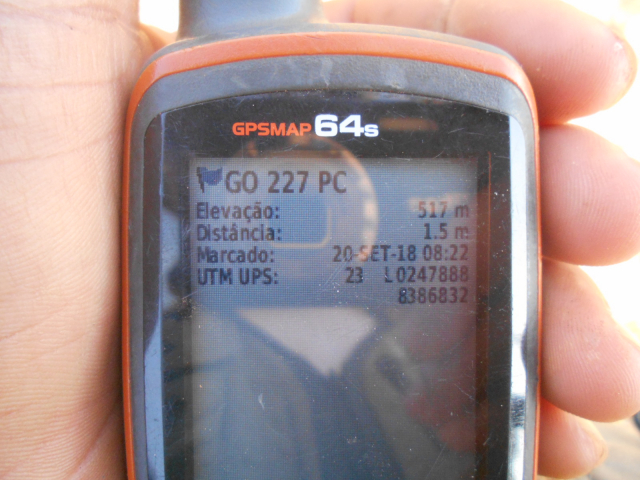 GPSMAP 64s
GO 227 PC
Elevação: 517 m
Distância: 1.5 m
Marcado: 20-SET-18 08:22
UTM UPS: 23 L 0247888
8386832